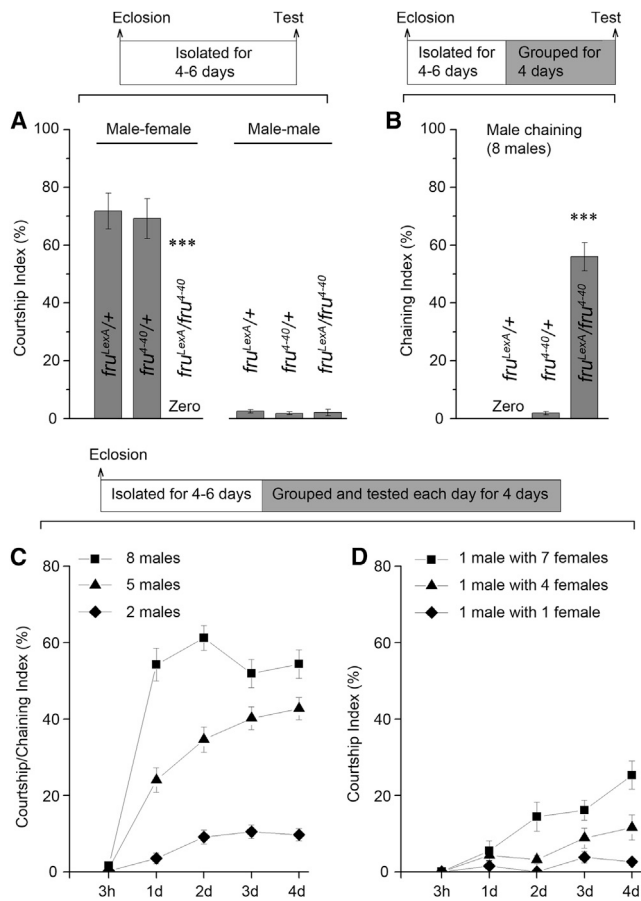 Eclosion Test
Isolated for
4-6 days
Eclosion Test
Isolated for
4-6 days
Grouped for
4 days
A
Male-female Male-male
Courtship Index (%)
100
80
60
40
20
0
***
fru^LexA/+
fru^4-40/+
fru^LexA/fru^4-40
Zero
fru^LexA/+
fru^4-40/+
fru^LexA/fru^4-40
B
Male chaining
(8 males)
Chaining Index (%)
100
80
60
40
20
0
***
fru^LexA/+
fru^4-40/+
fru^LexA/fru^4-40
Zero
Eclosion
Isolated for 4-6 days Grouped and tested each day for 4 days
C
8 males
5 males
2 males
Courtship/Chaining Index (%)
80
60
40
20
0
3h 1d 2d 3d 4d
D
1 male with 7 females
1 male with 4 females
1 male with 1 female
Courtship Index (%)
80
60
40
20
0
3h 1d 2d 3d 4d